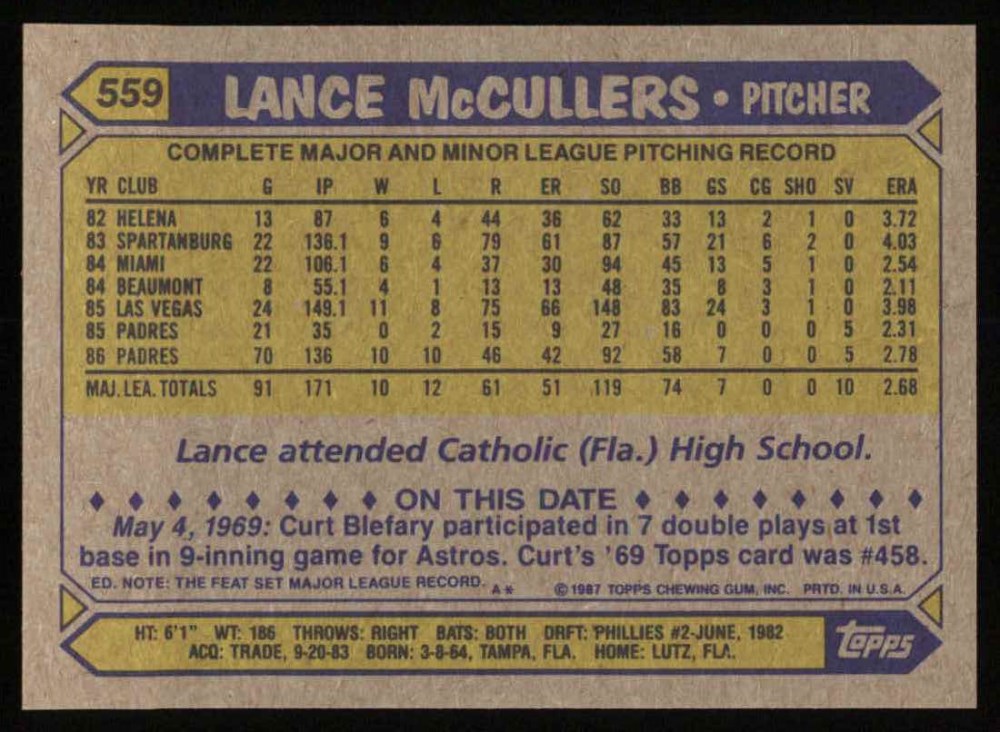 559 LANCE McCULLERS • PITCHER
COMPLETE MAJOR AND MINOR LEAGUE PITCHING RECORD
YR CLUB G IP W L R ER SO BB GS CG SHO SV ERA
82 HELENA 13 87 6 4 44 36 62 33 13 2 1 0 3.72
83 SPARTANBURG 22 136.1 9 6 79 61 87 57 21 6 2 0 4.03
84 MIAMI 22 106.1 6 4 37 30 94 45 13 5 1 0 2.54
84 BEAUMONT 8 55.1 4 1 13 13 48 35 8 3 1 0 2.11
85 LAS VEGAS 24 149.1 11 8 75 66 148 83 24 3 1 0 3.98
85 PADRES 21 35 0 2 15 9 27 16 0 0 0 5 2.31
86 PADRES 70 136 10 10 46 42 92 58 7 0 0 5 2.78
MAJ. LEA. TOTALS 91 171 10 12 61 51 119 74 7 0 0 10 2.68
Lance attended Catholic (Fla.) High School.
♦ ♦ ♦ ♦ ♦ ♦ ♦ ♦ ON THIS DATE ♦ ♦ ♦ ♦ ♦ ♦ ♦ ♦
May 4, 1969: Curt Blefary participated in 7 double plays at 1st
base in 9-inning game for Astros. Curt's '69 Topps card was #458.
ED. NOTE: THE FEAT SET MAJOR LEAGUE RECORD. A* © 1987 TOPPS CHEWING GUM, INC. PRTD. IN U.S.A.
HT: 6'1" WT: 186 THROWS: RIGHT BATS: BOTH DRFT: PHILLIES #2-JUNE, 1982
ACQ: TRADE, 9-20-83 BORN: 3-8-64, TAMPA, FLA. HOME: LUTZ, FLA.
Topps